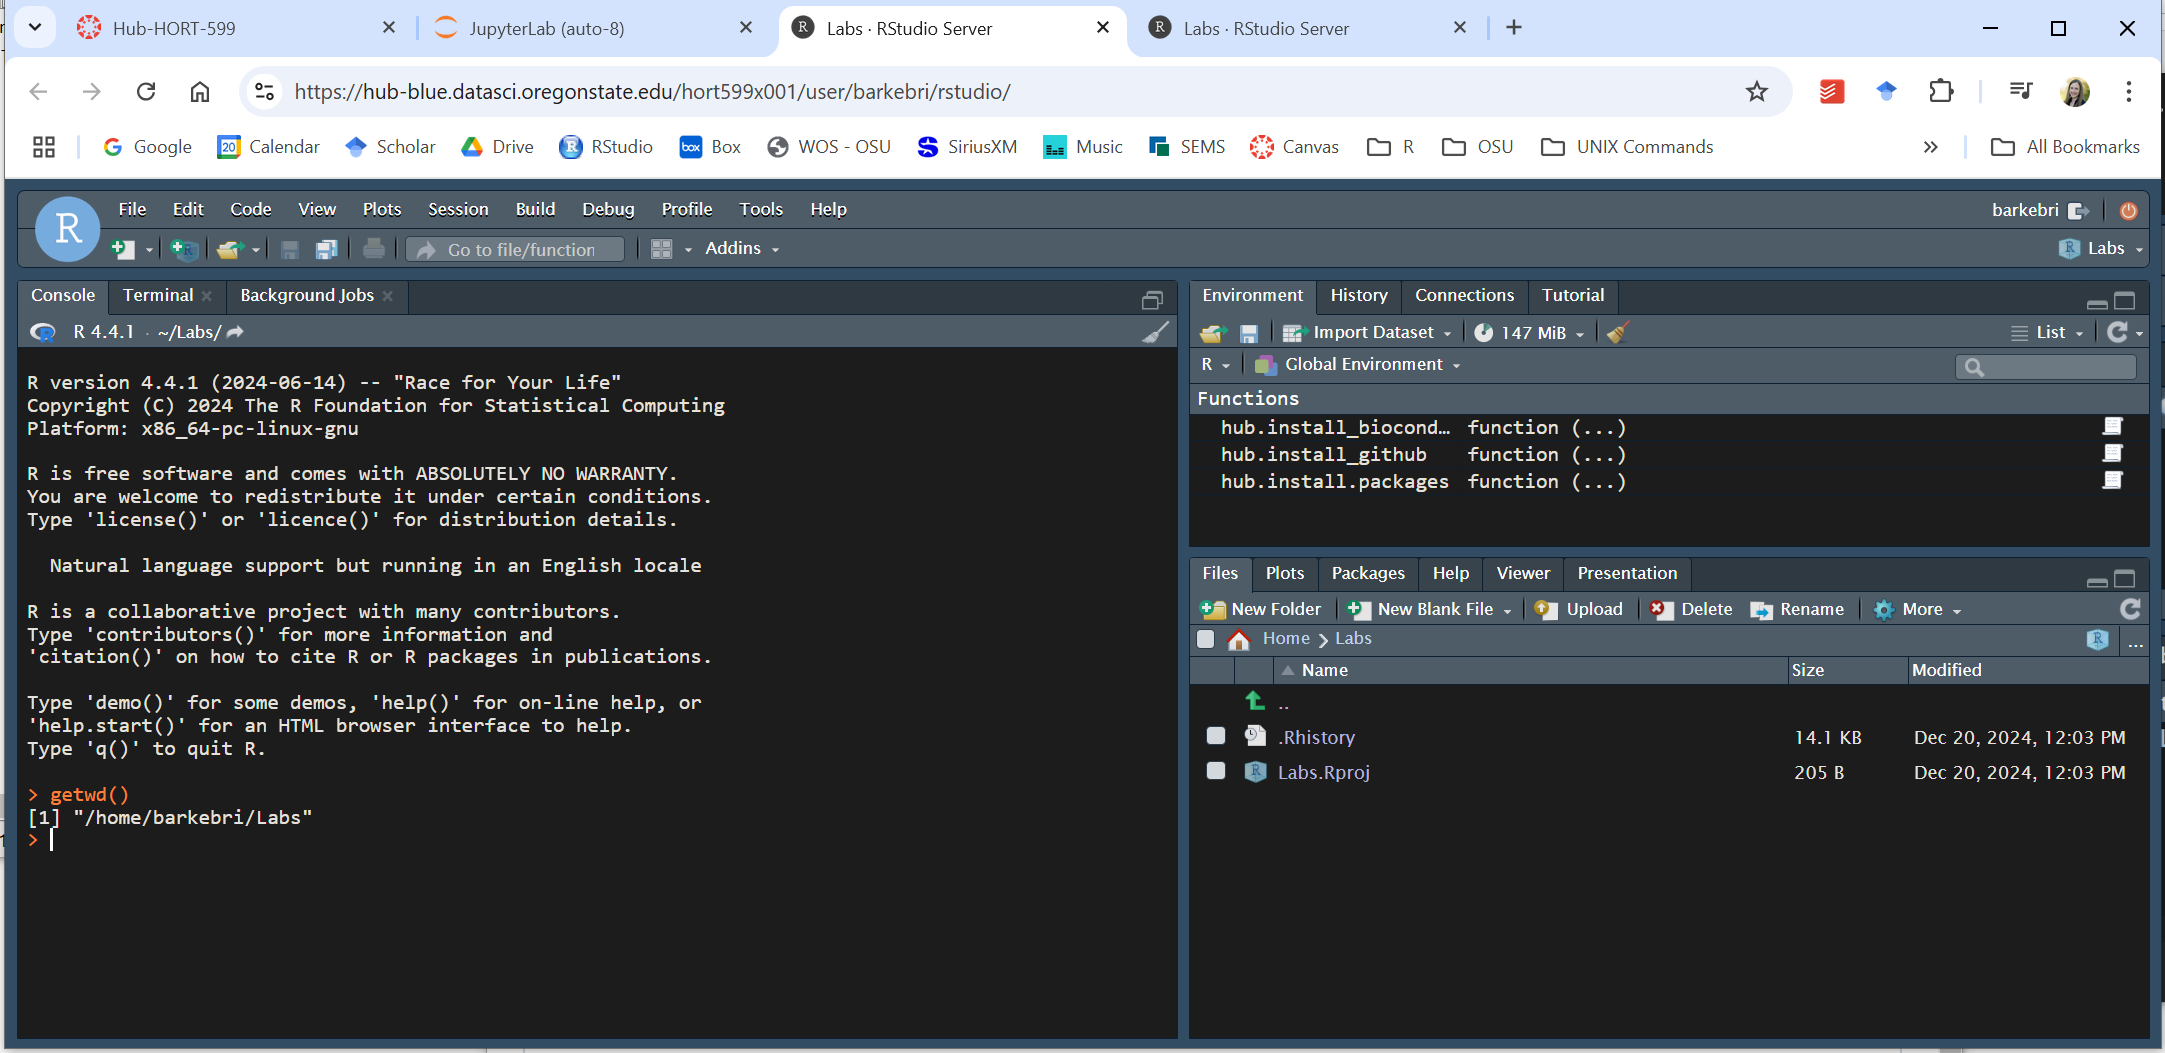 Hub-HORT-599
JupyterLab (auto-8)
Labs · RStudio Server
Labs · RStudio Server
https://hub-blue.datasci.oregonstate.edu/hort599x001/user/barkebri/rstudio/
Google
20
Calendar
Scholar
Drive
R
RStudio
box
Box
WOS - OSU
SiriusXM
Music
SEMS
Canvas
R
OSU
UNIX Commands
All Bookmarks
R
File Edit Code View Plots Session Build Debug Profile Tools Help
barkebri
Go to file/function
Addins
Labs
Console Terminal Background Jobs
R 4.4.1 · ~/Labs/
R version 4.4.1 (2024-06-14) -- "Race for Your Life"
Copyright (C) 2024 The R Foundation for Statistical Computing
Platform: x86_64-pc-linux-gnu
R is free software and comes with ABSOLUTELY NO WARRANTY.
You are welcome to redistribute it under certain conditions.
Type 'license()' or 'licence()' for distribution details.
Natural language support but running in an English locale
R is a collaborative project with many contributors.
Type 'contributors()' for more information and
'citation()' on how to cite R or R packages in publications.
Type 'demo()' for some demos, 'help()' for on-line help, or
'help.start()' for an HTML browser interface to help.
Type 'q()' to quit R.
> getwd()
[1] "/home/barkebri/Labs"
>
Environment History Connections Tutorial
Import Dataset
147 MiB
List
R
Global Environment
Functions
hub.install_biocond… function (...)
hub.install_github function (...)
hub.install.packages function (...)
Files Plots Packages Help Viewer Presentation
New Folder New Blank File Upload Delete Rename More
Home Labs
...
Name Size Modified
..
.Rhistory 14.1 KB Dec 20, 2024, 12:03 PM
Labs.Rproj 205 B Dec 20, 2024, 12:03 PM